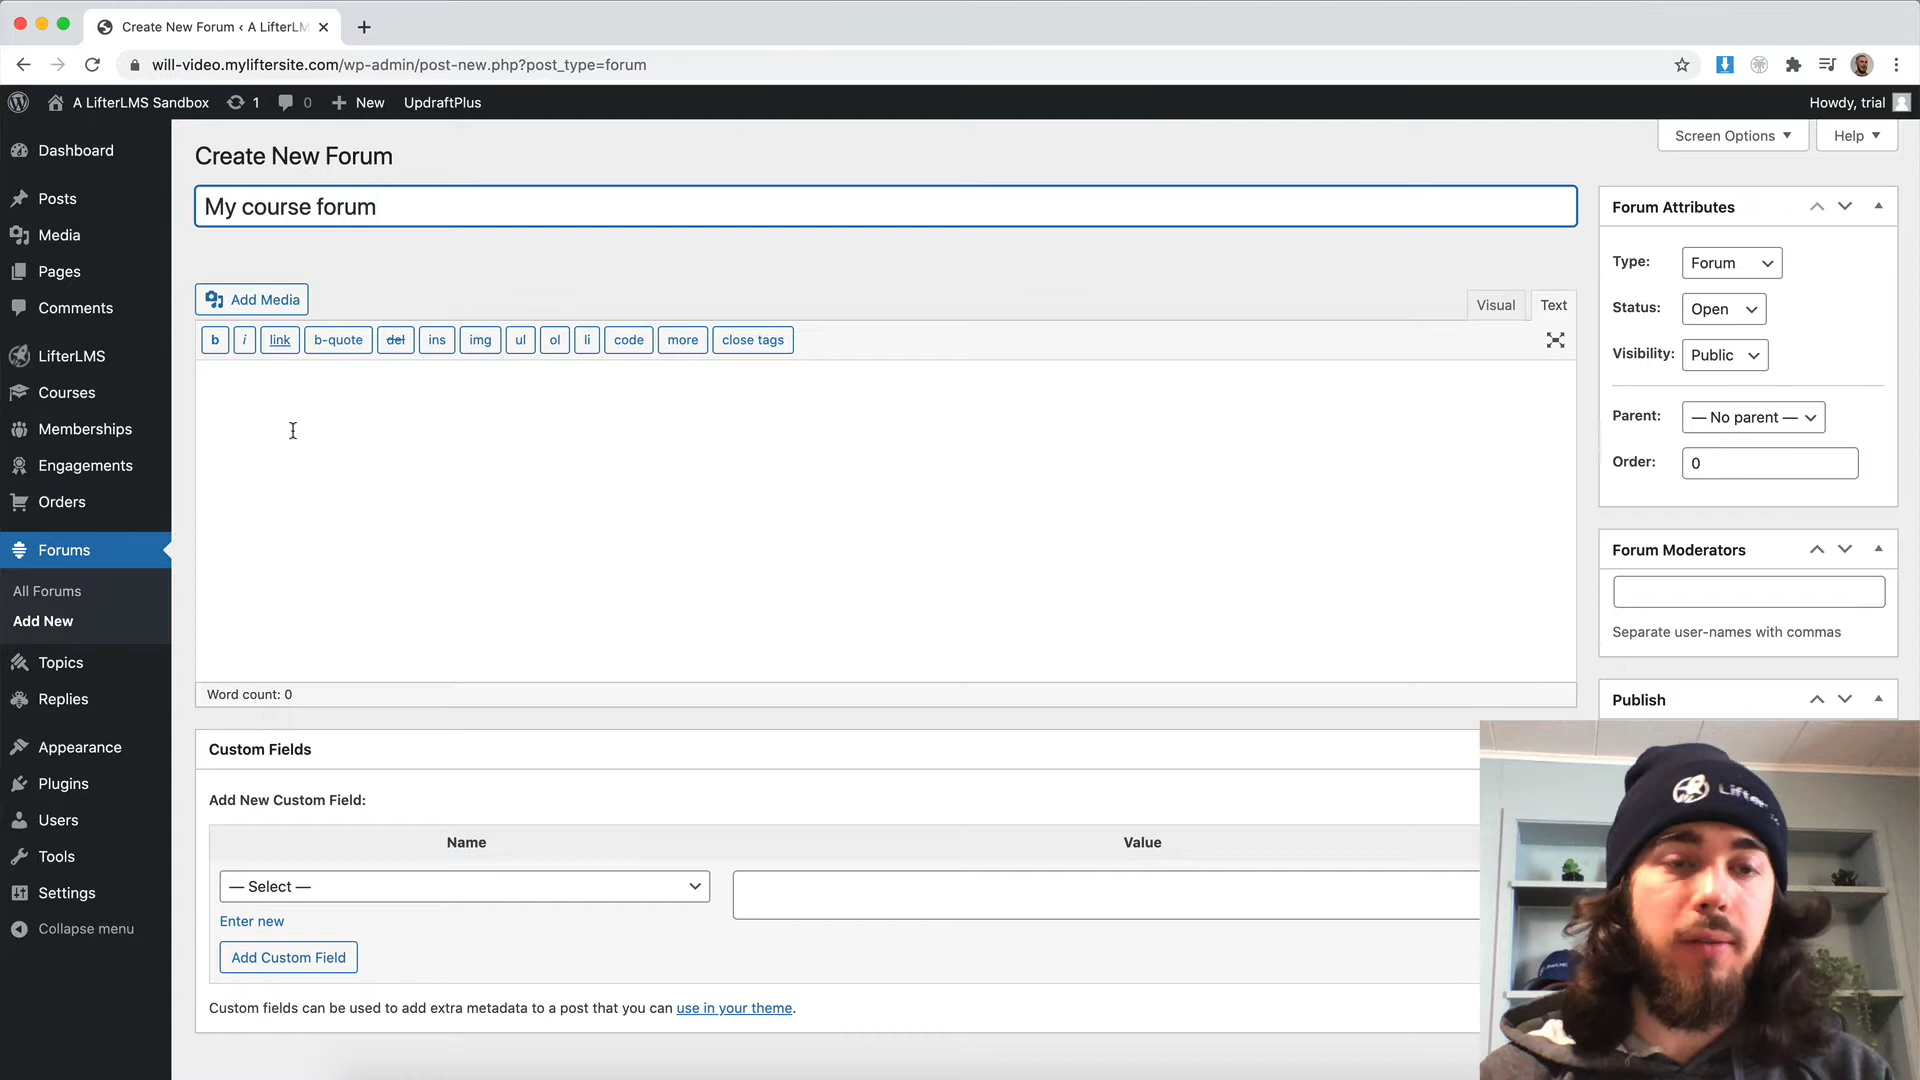 Create New Forum ‹ A LifterLM
will-video.myliftersite.com/wp-admin/post-new.php?post_type=forum
A LifterLMS Sandbox 1 0 New UpdraftPlus Howdy, trial
Screen Options Help
Dashboard
Posts
Media
Pages
Comments
LifterLMS
Courses
Memberships
Engagements
Orders
Forums
All Forums
Add New
Topics
Replies
Appearance
Plugins
Users
Tools
Settings
Collapse menu
Create New Forum
My course forum
Add Media
Visual Text
b i link b-quote del ins img ul ol li code more close tags
Word count: 0
Custom Fields
Add New Custom Field:
Name Value
— Select —
Enter new
Add Custom Field
Custom fields can be used to add extra metadata to a post that you can use in your theme.
Forum Attributes
Type: Forum
Status: Open
Visibility: Public
Parent: — No parent —
Order: 0
Forum Moderators
Separate user-names with commas
Publish